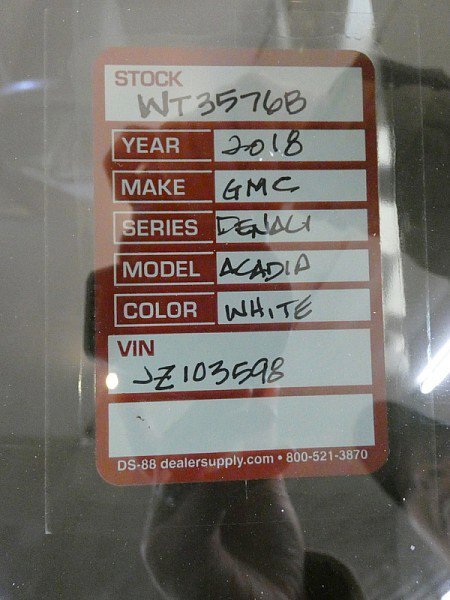 STOCK
WT3576B
YEAR 2018
MAKE GMC
SERIES DENALI
MODEL ACADIA
COLOR WHITE
VIN
JZ103598
DS-88 dealersupply.com • 800-521-3870